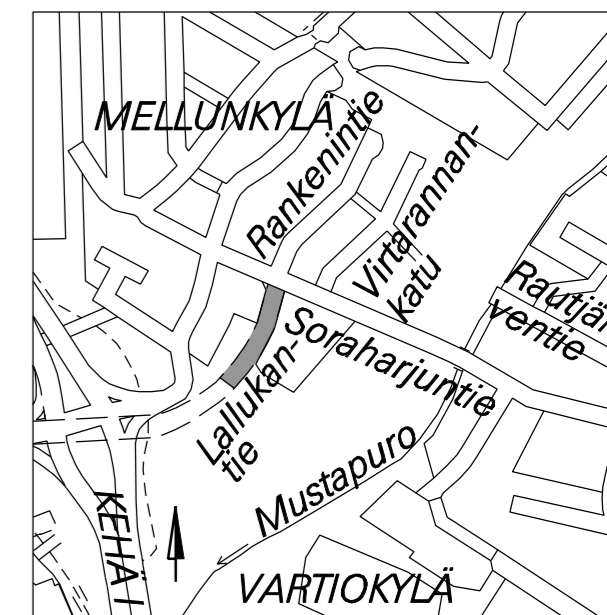 MELLUNKYLÄ
Rankenintie
Virtarannan-
katu
Rautjär
ventie
Soraharjuntie
Lallukan-
tie
Mustapuro
KEHÄ I
VARTIOKYLÄ